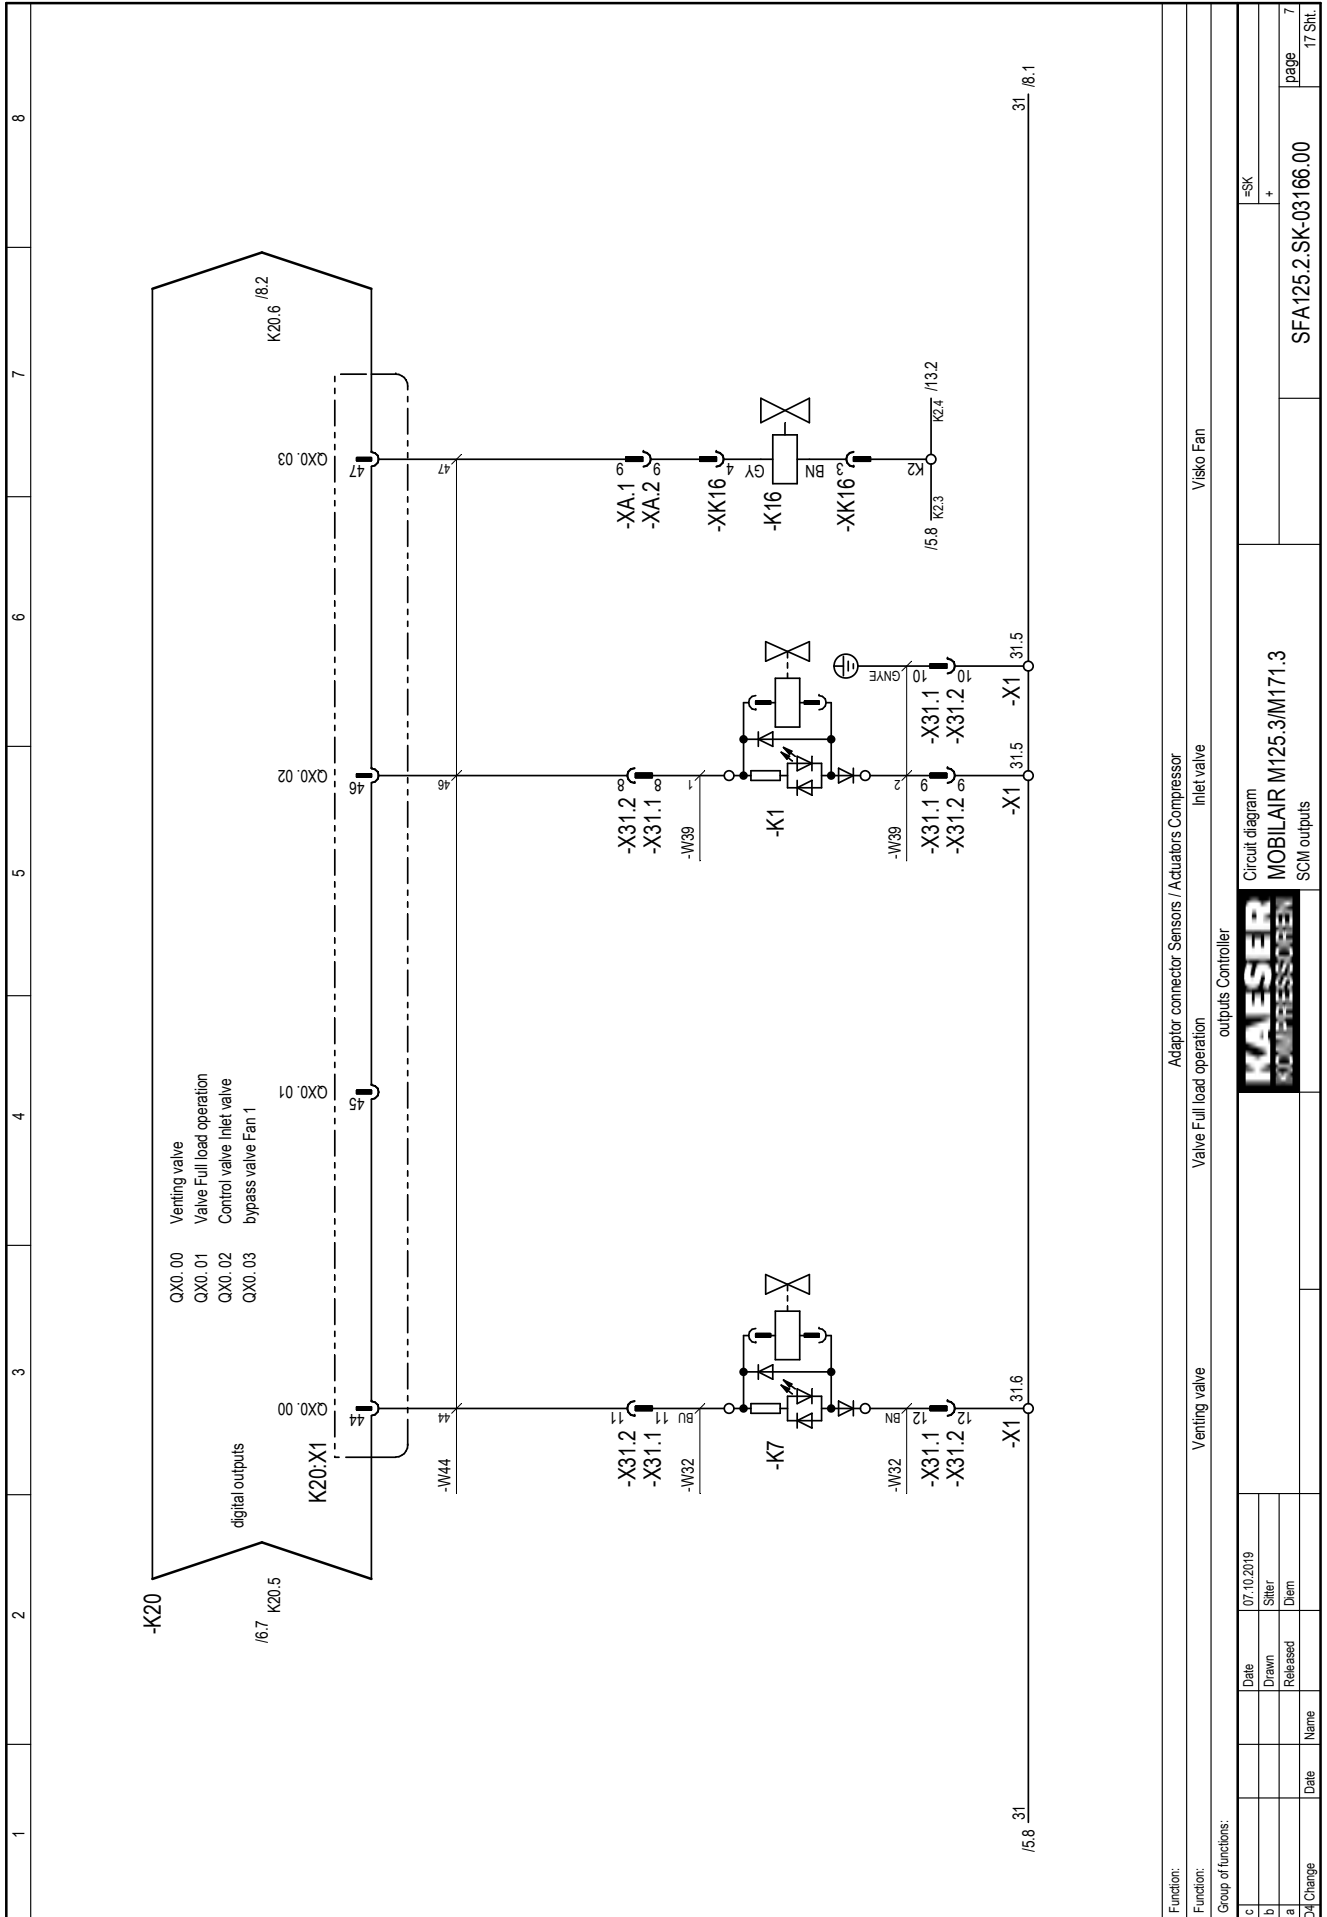 1
2
3
4
5
6
7
8
-K20
/6.7
K20.5
digital outputs
QX0. 00 Venting valve
QX0. 01 Valve Full load operation
QX0. 02 Control valve Inlet valve
QX0. 03 bypass valve Fan 1
K20.6
/8.2
K20:X1
QX0. 00
QX0. 01
QX0. 02
QX0. 03
44
45
46
47
-W44
44
46
47
-X31.2
11
-X31.1
11
-W32
BU
-K7
-W32
BN
-X31.1
12
-X31.2
12
-X1
31.6
-X31.2
8
-X31.1
8
-W39
1
-K1
-W39
2
GNYE
-X31.1
9
-X31.2
9
-X31.1
10
-X31.2
10
-X1
31.5
-X1
31.5
-XA.1
9
-XA.2
9
-XK16
4
GY
-K16
BN
-XK16
3
K2
/5.8
K2.3
K2.4
/13.2
/5.8
31
31
/8.1
Function:
Adaptor connector Sensors / Actuators Compressor
Function:
Venting valve
Valve Full load operation
Inlet valve
Visko Fan
Group of functions:
outputs Controller
c
b
a
04 Change
Date
Name
Date
07.10.2019
Drawn
Sitter
Released
Diem
KAESER
KOMPRESSOREN
Circuit diagram
MOBILAIR M125.3/M171.3
SCM outputs
=SK
+
SFA125.2.SK-03166.00
page
7
17 Sht.